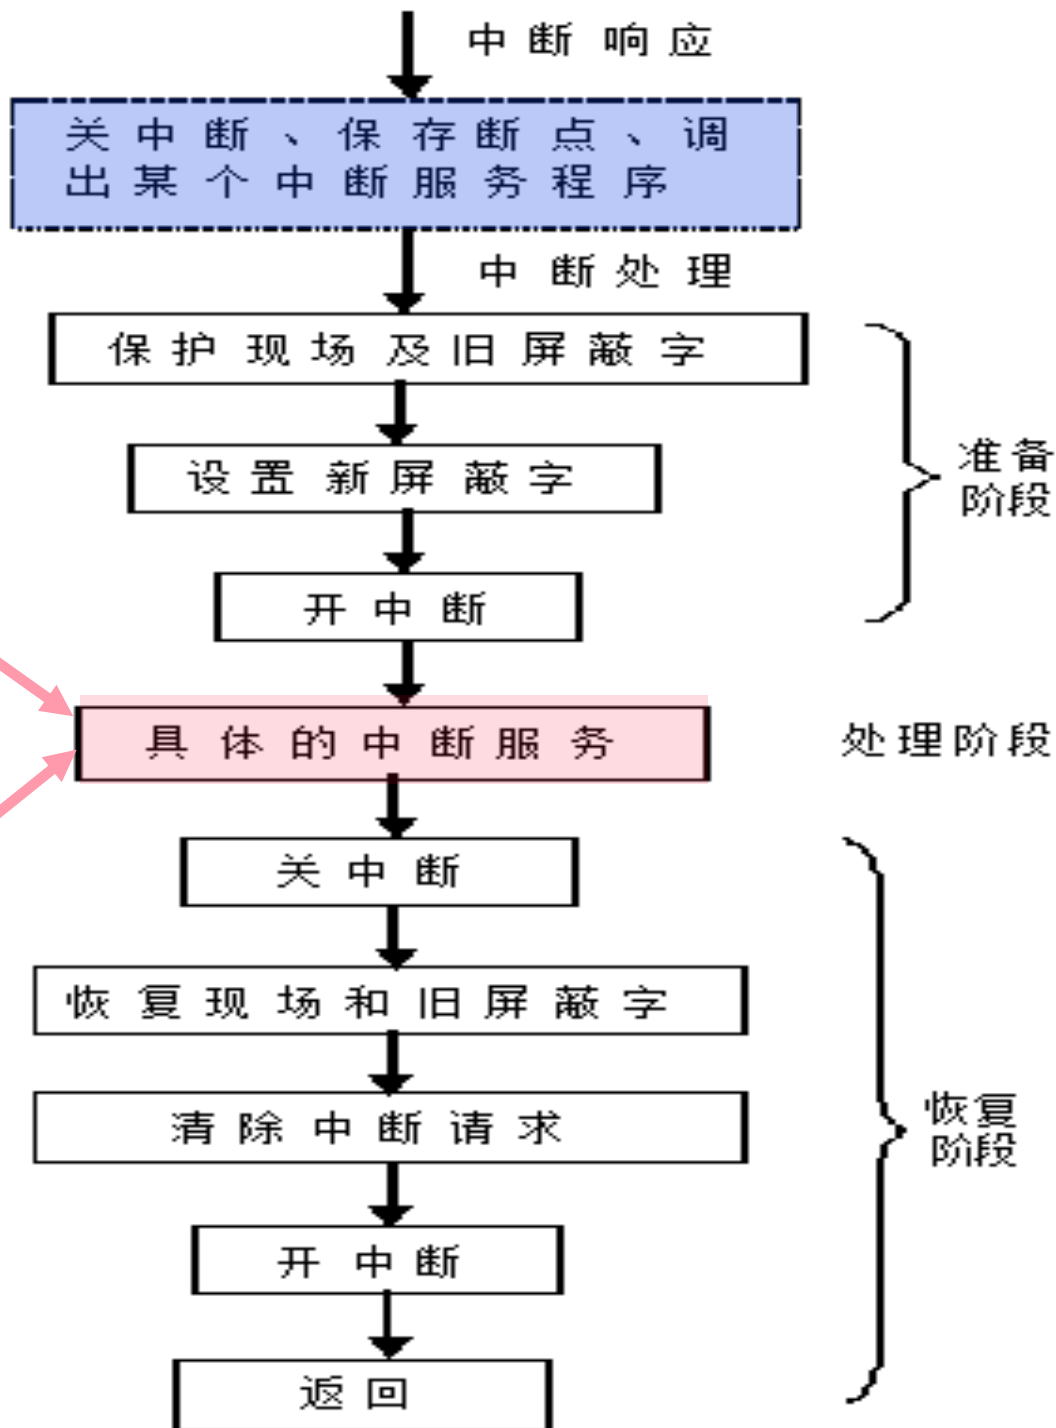 中断响应
关中断、保存断点、调
出某个中断服务程序
中断处理
保护现场及旧屏蔽字
设置新屏蔽字
开中断
准备
阶段
具体的中断服务
处理阶段
关中断
恢复现场和旧屏蔽字
清除中断请求
恢复
阶段
开中断
返回